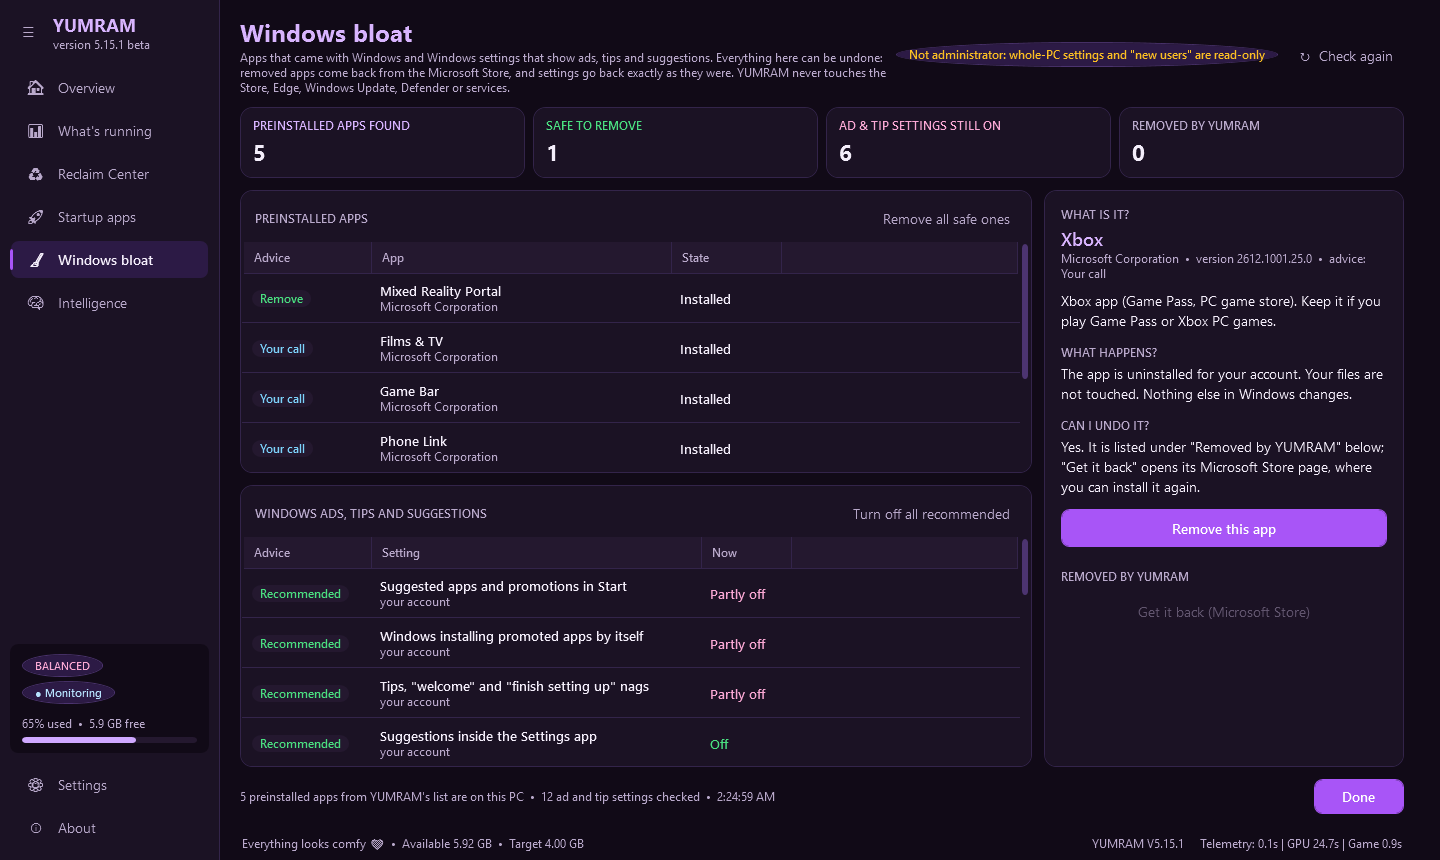 ☰
YUMRAM
version 5.15.1 beta
Overview
What's running
Reclaim Center
Startup apps
Windows bloat
Intelligence
BALANCED
● Monitoring
65% used • 5.9 GB free
Settings
About
Windows bloat
Apps that came with Windows and Windows settings that show ads, tips and suggestions. Everything here can be undone:
removed apps come back from the Microsoft Store, and settings go back exactly as they were. YUMRAM never touches the
Store, Edge, Windows Update, Defender or services.
Not administrator: whole-PC settings and "new users" are read-only
↻ Check again
PREINSTALLED APPS FOUND
5
SAFE TO REMOVE
1
AD & TIP SETTINGS STILL ON
6
REMOVED BY YUMRAM
0
PREINSTALLED APPS
Remove all safe ones
Advice App State
Remove
Mixed Reality Portal
Microsoft Corporation
Installed
Your call
Films & TV
Microsoft Corporation
Installed
Your call
Game Bar
Microsoft Corporation
Installed
Your call
Phone Link
Microsoft Corporation
Installed
WINDOWS ADS, TIPS AND SUGGESTIONS
Turn off all recommended
Advice Setting Now
Recommended
Suggested apps and promotions in Start
your account
Partly off
Recommended
Windows installing promoted apps by itself
your account
Partly off
Recommended
Tips, "welcome" and "finish setting up" nags
your account
Partly off
Recommended
Suggestions inside the Settings app
your account
Off
WHAT IS IT?
Xbox
Microsoft Corporation • version 2612.1001.25.0 • advice:
Your call
Xbox app (Game Pass, PC game store). Keep it if you
play Game Pass or Xbox PC games.
WHAT HAPPENS?
The app is uninstalled for your account. Your files are
not touched. Nothing else in Windows changes.
CAN I UNDO IT?
Yes. It is listed under "Removed by YUMRAM" below;
"Get it back" opens its Microsoft Store page, where
you can install it again.
Remove this app
REMOVED BY YUMRAM
Get it back (Microsoft Store)
5 preinstalled apps from YUMRAM's list are on this PC • 12 ad and tip settings checked • 2:24:59 AM
Done
Everything looks comfy 💜 • Available 5.92 GB • Target 4.00 GB
YUMRAM V5.15.1 Telemetry: 0.1s | GPU 24.7s | Game 0.9s